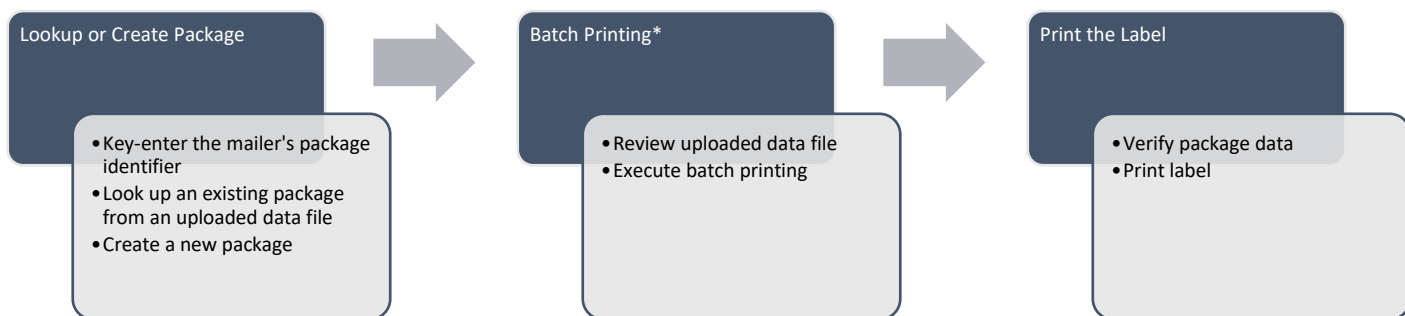 Lookup or Create Package
•Key-enter the mailer's package
identifier
•Look up an existing package
from an uploaded data file
•Create a new package
Batch Printing*
•Review uploaded data file
•Execute batch printing
Print the Label
•Verify package data
•Print label